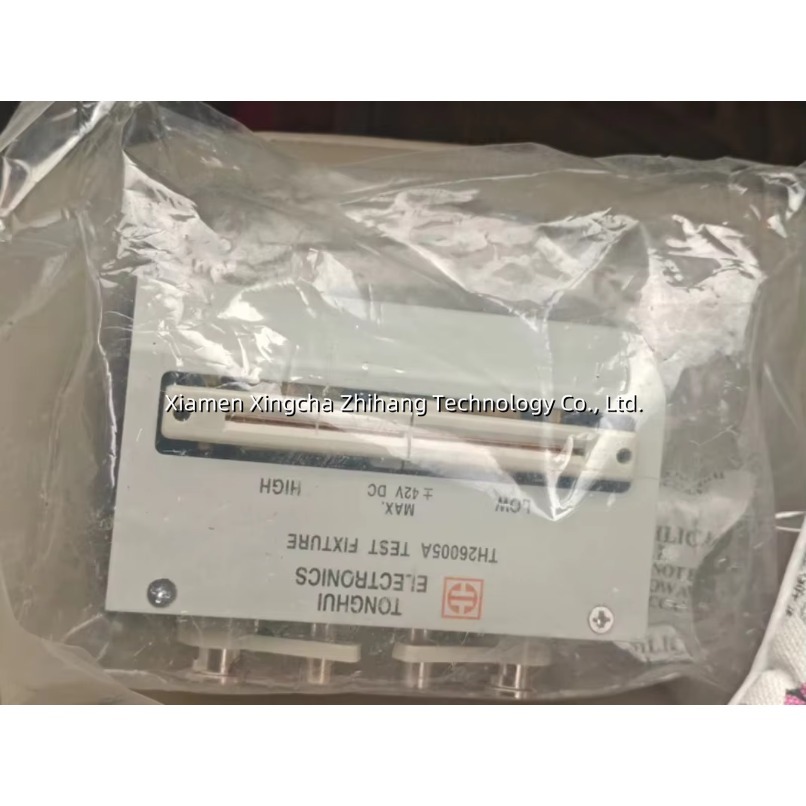 Xiamen Xingcha Zhihang Technology Co., Ltd.
TONGHUI
ELECTRONICS
TH26005A TEST FIXTURE
LOW
MAX.
± 42V DC
HIGH